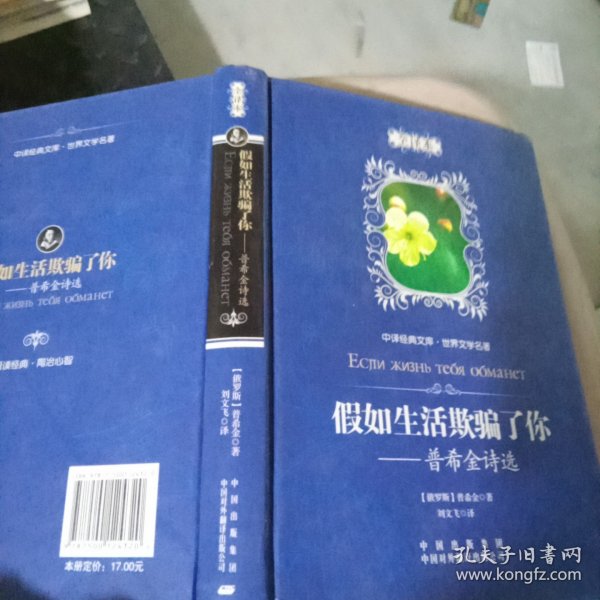 中译经典文库·世界文学名著
如生活欺骗了你
——普希金诗选
жизнь тебя обманет
阅读经典·陶冶心智
本册定价:17.00元
假如生活欺骗了你——普希金诗选
Если жизнь тебя обманет
【俄罗斯】普希金◎著
刘文飞◎译
中国出版集团
中国对外翻译出版公司
中译经典文库·世界文学名著
Если жизнь тебя обманет
假如生活欺骗了你
——普希金诗选
【俄罗斯】普希金◎著
刘文飞◎译
中国出版集团
中国对外翻译出版公司
孔夫子旧书网
www.kongfz.com